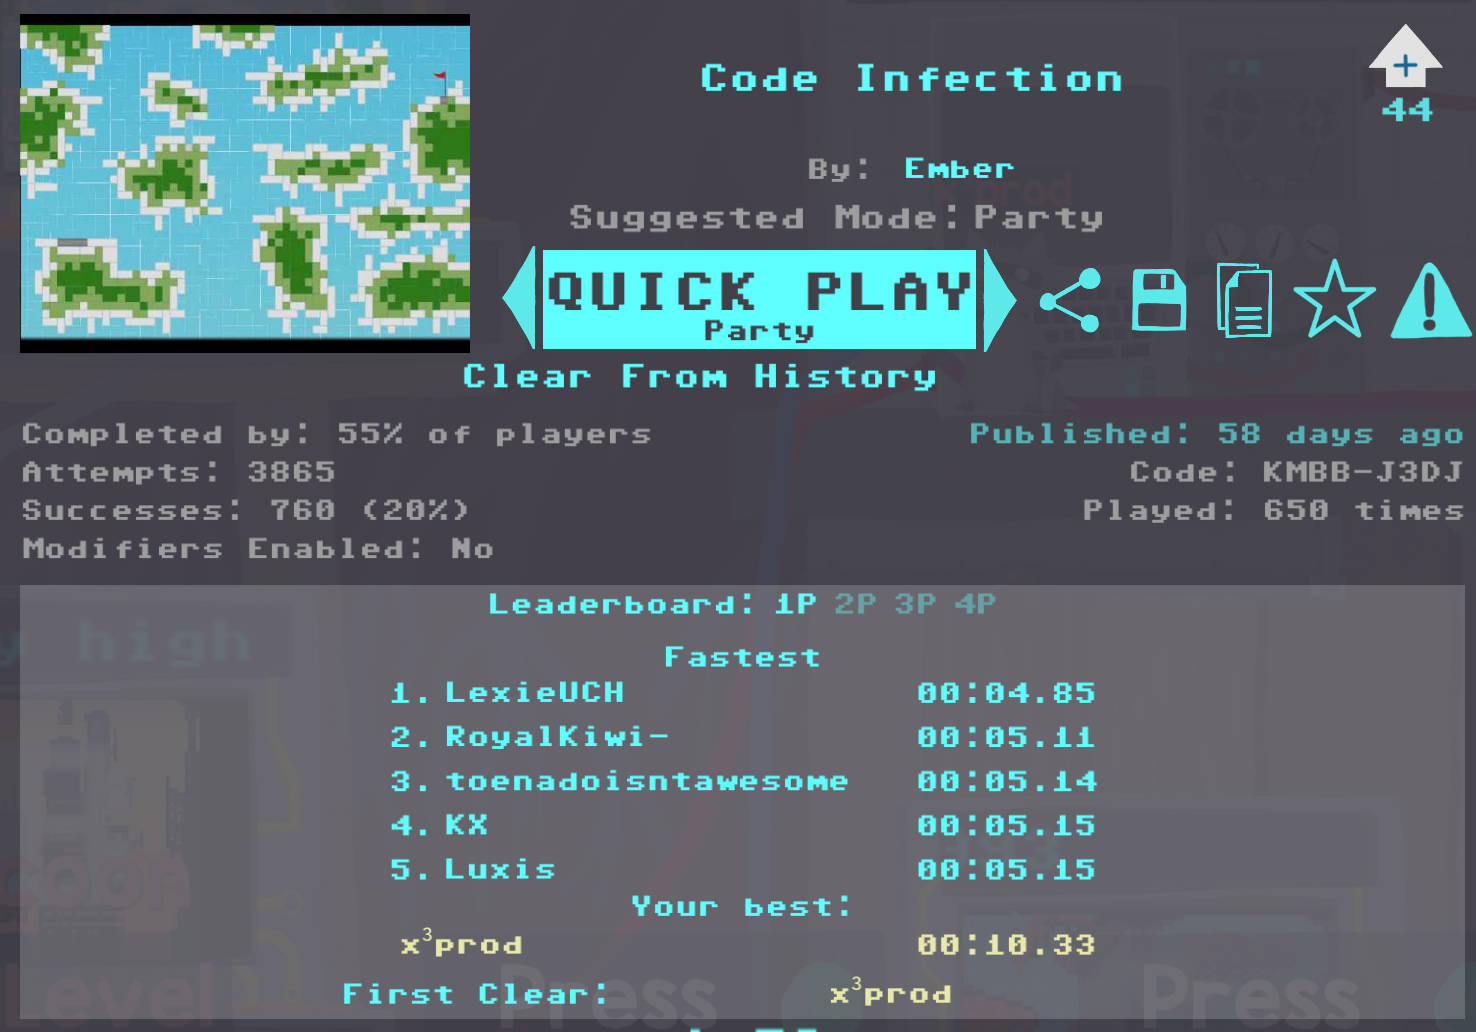 Code Infection
44
By: Ember
Suggested Mode: Party
QUICK PLAY
Party
Clear From History
Completed by: 55% of players
Published: 58 days ago
Attempts: 3865
Code: KMBB-J3DJ
Successes: 760 (20%)
Played: 650 times
Modifiers Enabled: No
Leaderboard: 1P 2P 3P 4P
high
Fastest
1. LexieUCH 00:04.85
2. RoyalKiwi- 00:05.11
3. toenadoisntawesome 00:05.14
4. KX 00:05.15
5. Luxis 00:05.15
Your best:
x³prod 00:10.33
First Clear: x³prod
Level
Press
Press